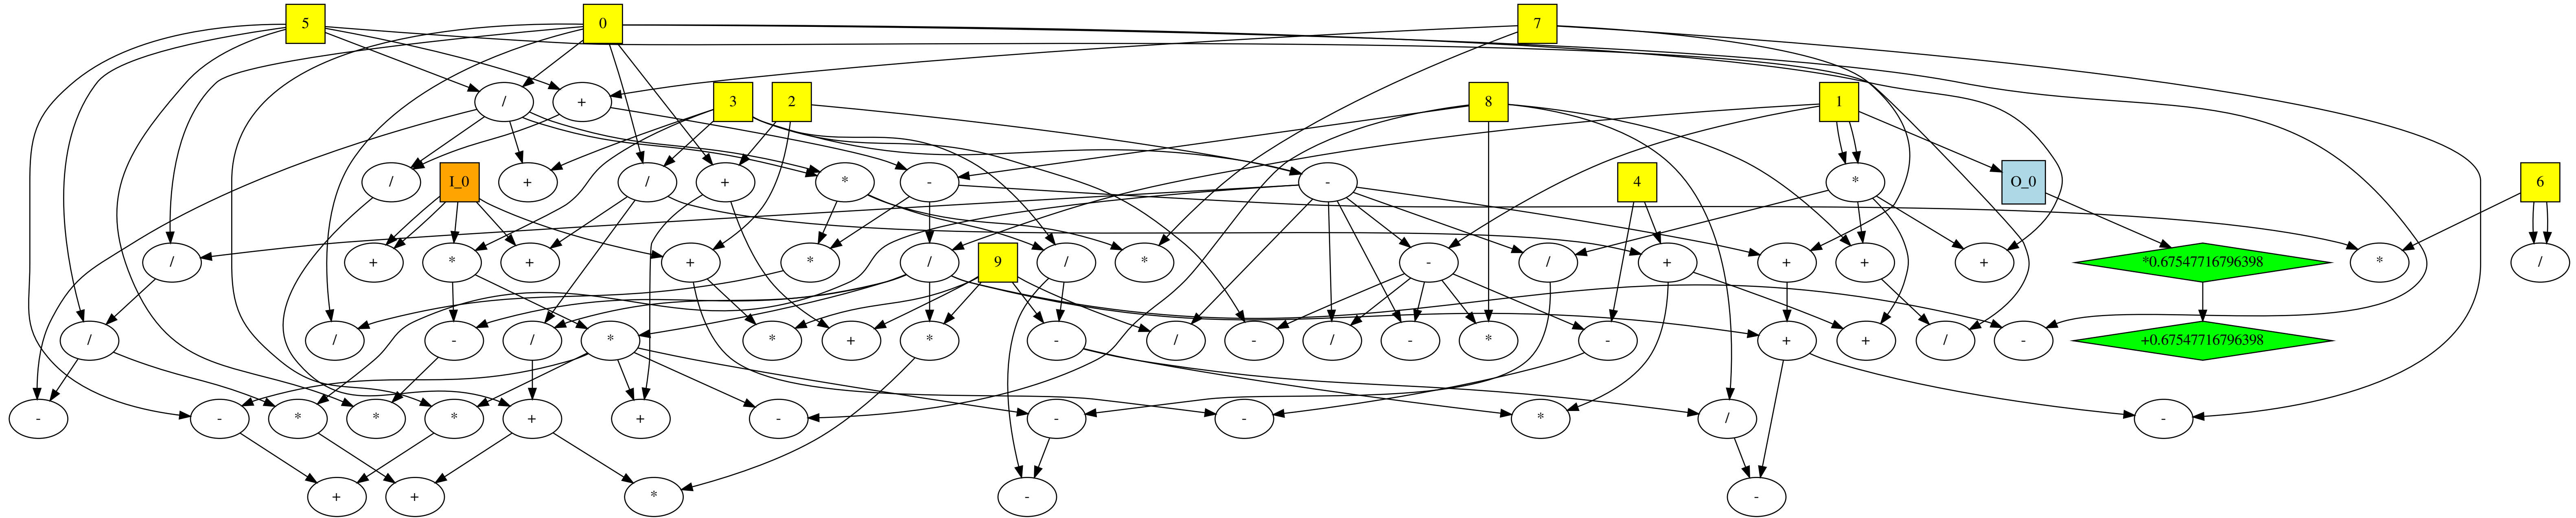 5 0 7
/ + 3 2 8 1
/ I_0 + / + * - - 4 * O_0 6
/ + * + + * / / * - / + + + + *0.67547716796398 * /
9
/ / - / * * + * - / - / - * - + + / - +0.67547716796398
- - * * * + + - - - * / -
+ + * - -